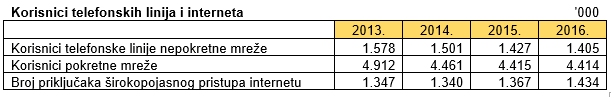 Korisnici telefonskih linija i interneta '000
2013. 2014. 2015. 2016.
Korisnici telefonske linije nepokretne mreže 1.578 1.501 1.427 1.405
Korisnici pokretne mreže 4.912 4.461 4.415 4.414
Broj priključaka širokopojasnog pristupa internetu 1.347 1.340 1.367 1.434